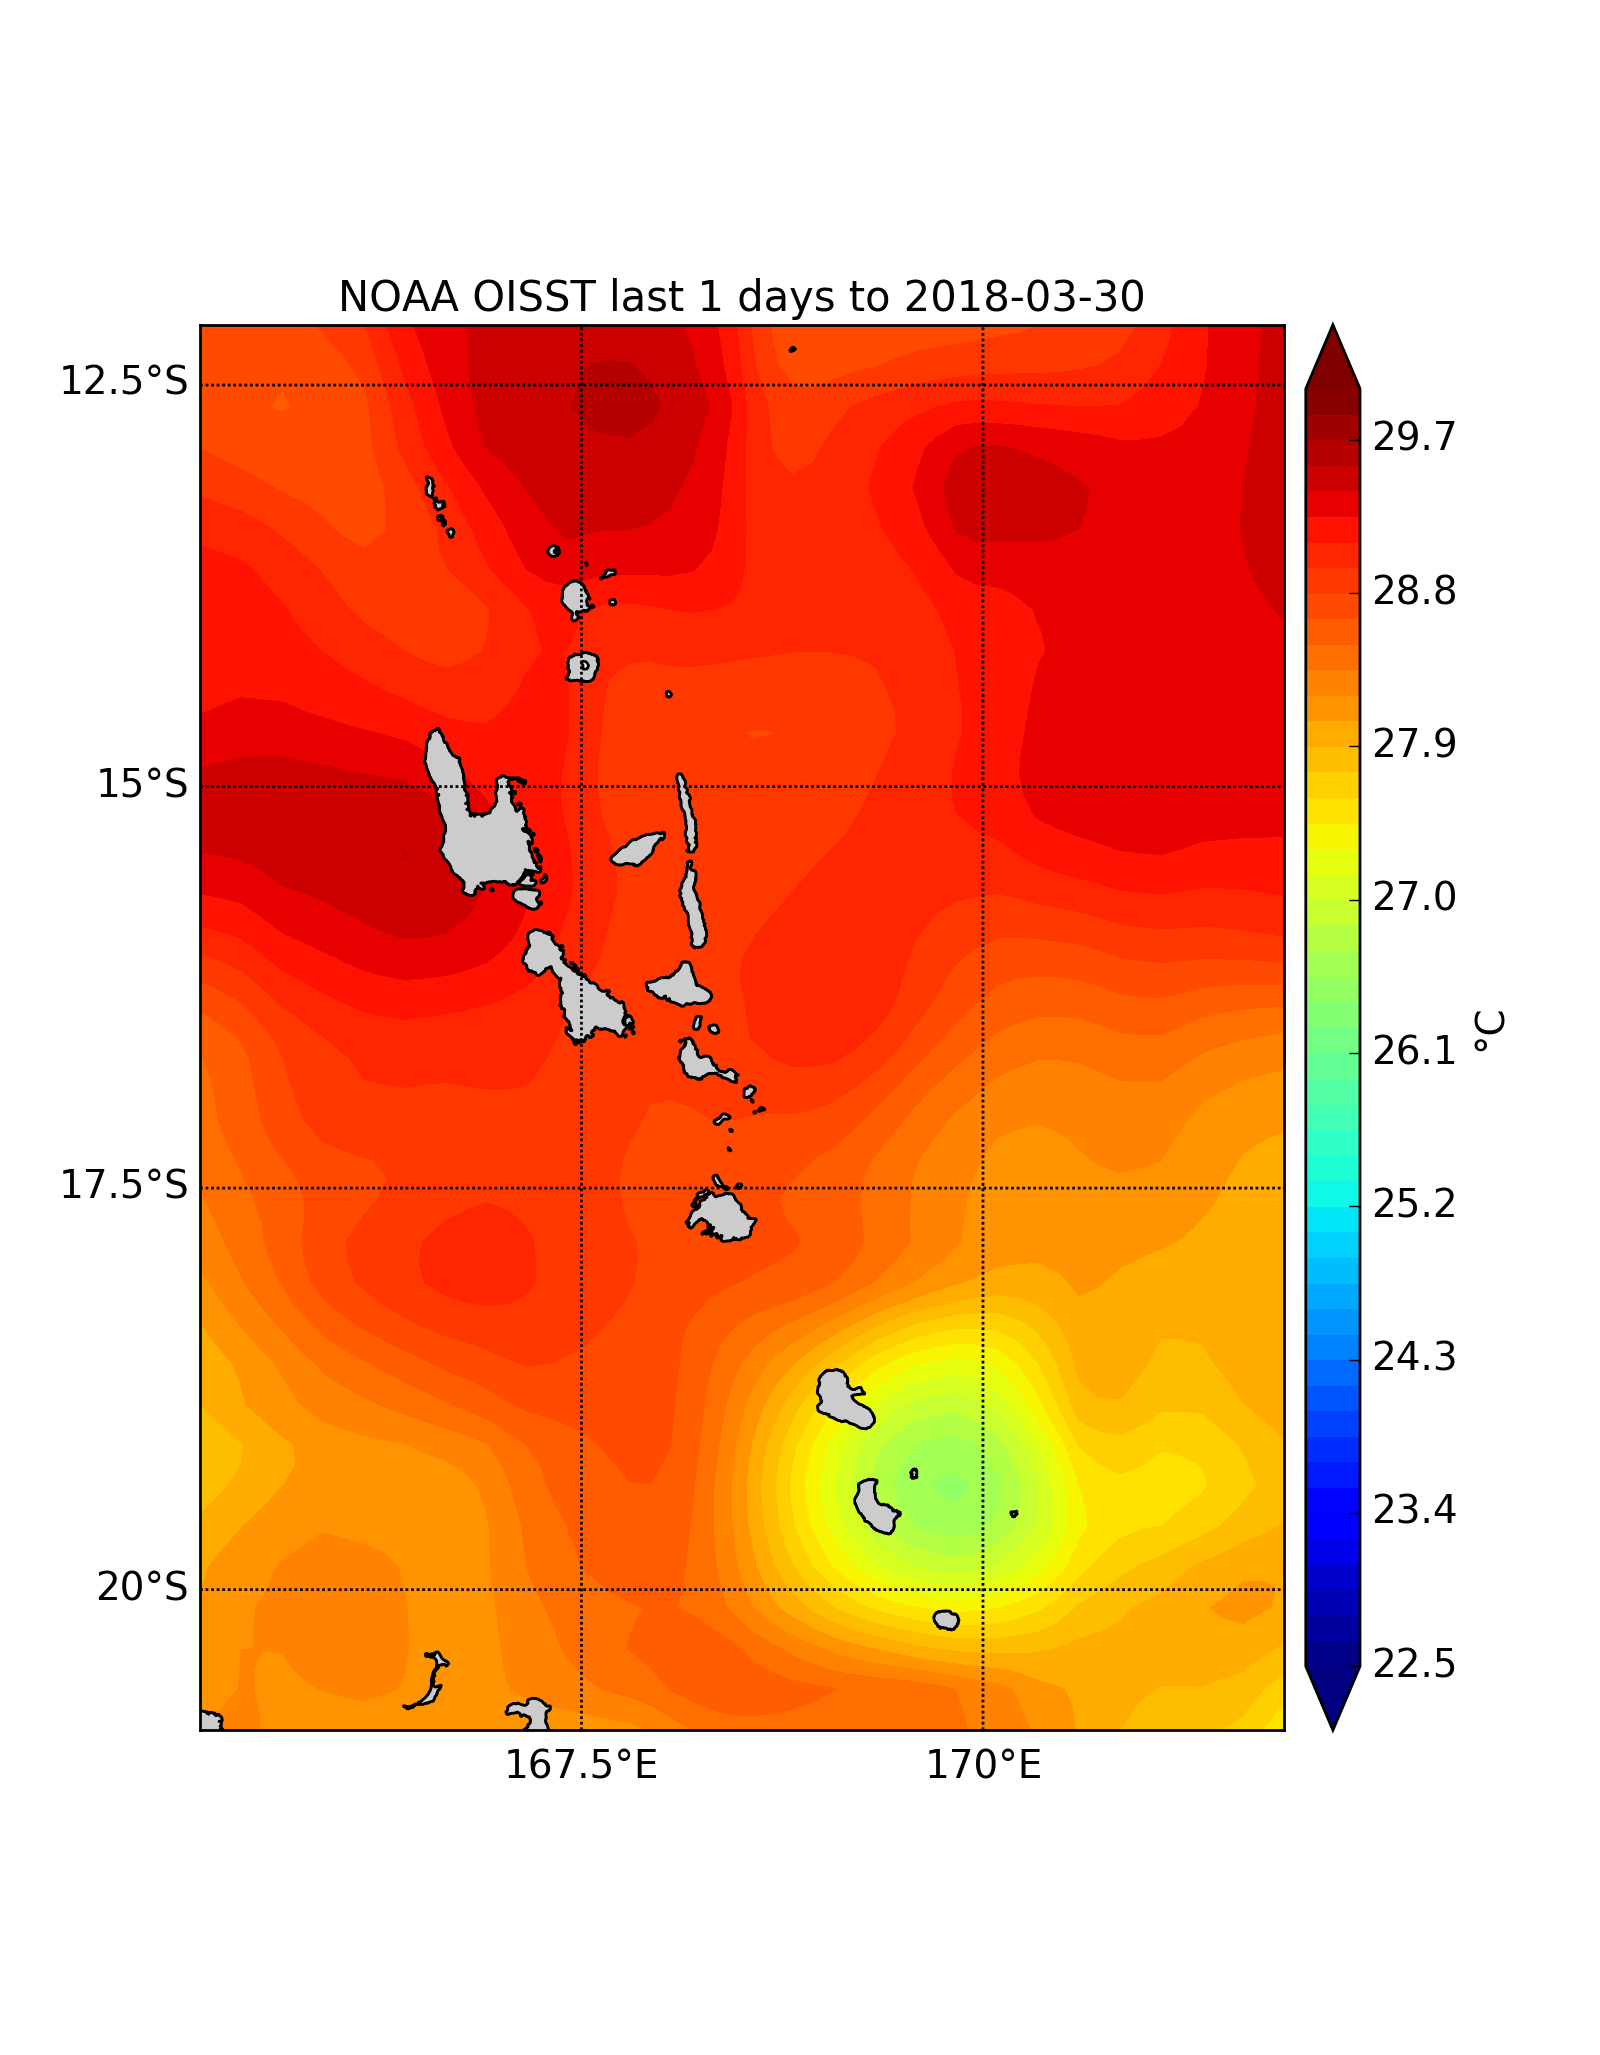 NOAA OISST last 1 days to 2018-03-30
12.5°S
15°S
17.5°S
20°S
167.5°E
170°E
29.7
28.8
27.9
27.0
26.1
25.2
24.3
23.4
22.5
°C